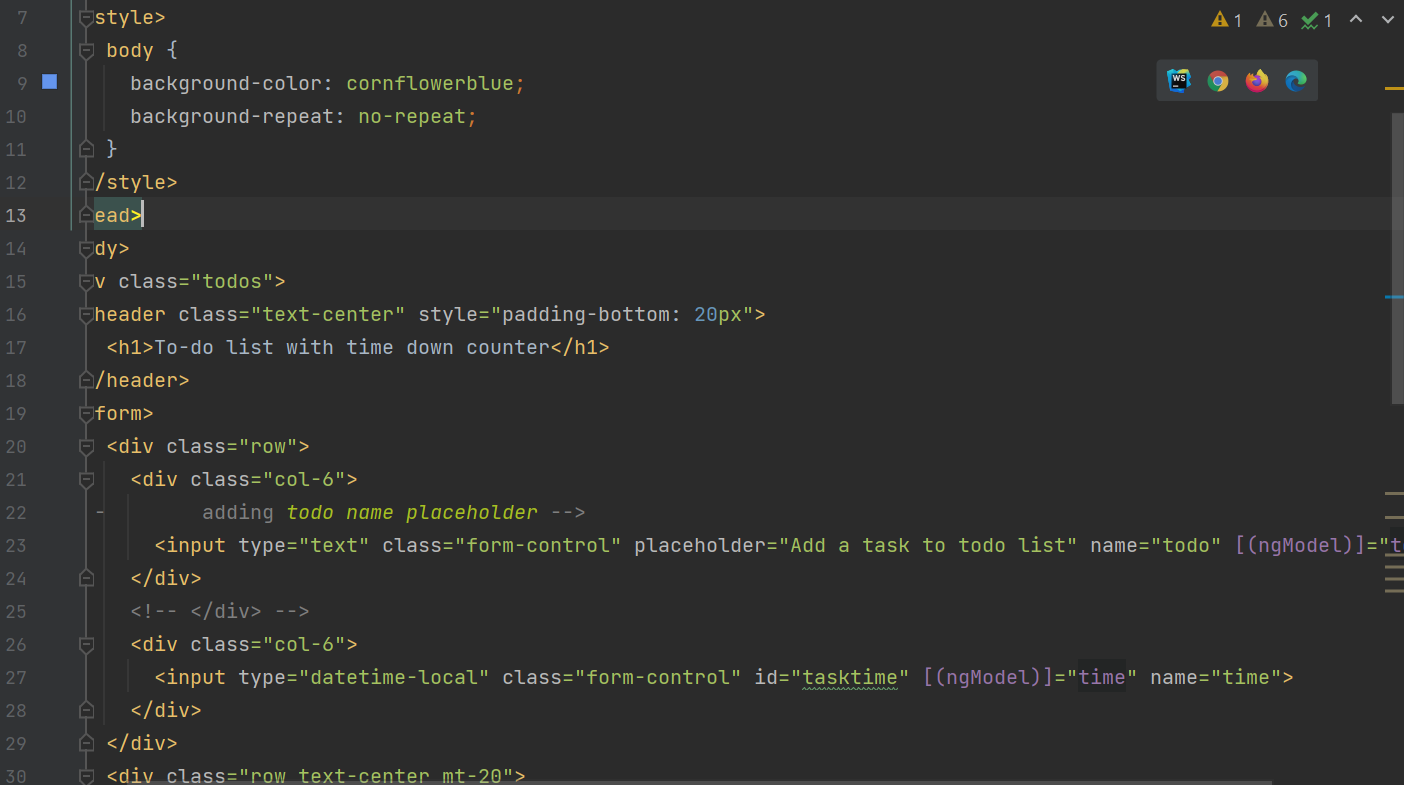 1 6 1
7 style>
8 body {
WS
9 background-color: cornflowerblue;
10 background-repeat: no-repeat;
11 }
12 /style>
13 ead>
14 dy>
15 v class="todos">
16 header class="text-center" style="padding-bottom: 20px">
17 <h1>To-do list with time down counter</h1>
18 /header>
19 form>
20 <div class="row">
21 <div class="col-6">
22 - adding todo name placeholder -->
23 <input type="text" class="form-control" placeholder="Add a task to todo list" name="todo" [(ngModel)]="t
24 </div>
25 <!-- </div> -->
26 <div class="col-6">
27 <input type="datetime-local" class="form-control" id="tasktime" [(ngModel)]="time" name="time">
28 </div>
29 </div>
30 <div class="row text-center mt-20">